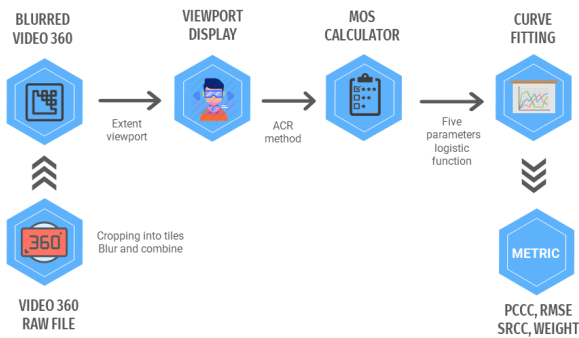 BLURRED
VIDEO 360
VIEWPORT
DISPLAY
MOS
CALCULATOR
CURVE
FITTING
Extent
viewport
ACR
method
Five
parameters
logistic
function
360
Cropping into tiles
Blur and combine
METRIC
VIDEO 360
RAW FILE
PCCC, RMSE
SRCC, WEIGHT